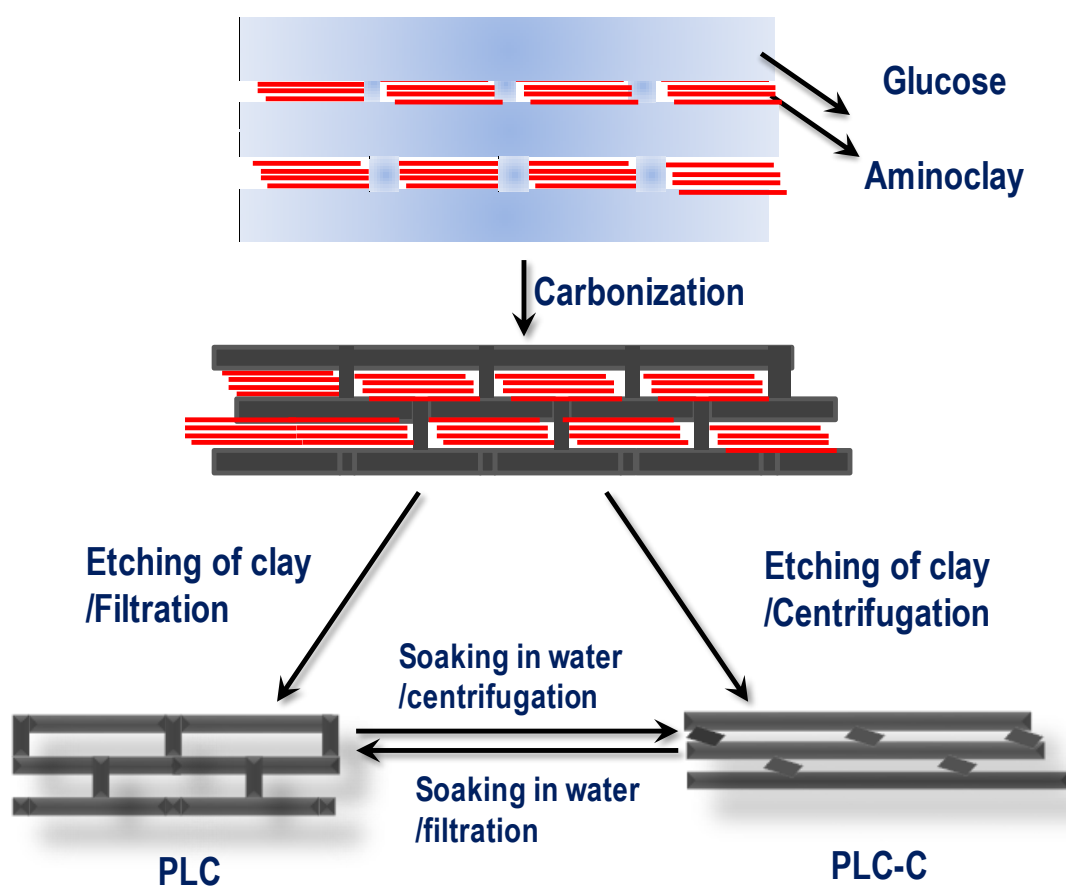 Glucose
Aminoclay
Carbonization
Etching of clay
/Filtration
Etching of clay
/Centrifugation
Soaking in water
/centrifugation
Soaking in water
/filtration
PLC
PLC-C